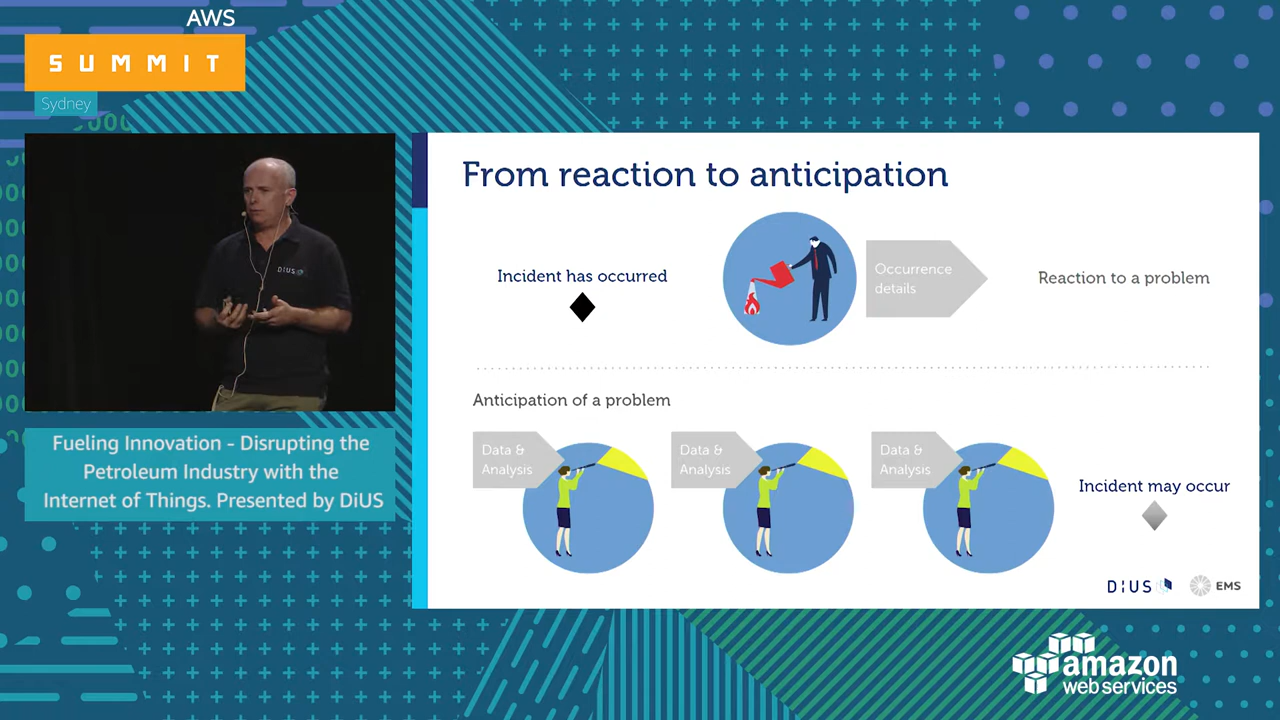 AWS
SUMMIT
Sydney
Fueling Innovation - Disrupting the
Petroleum Industry with the
Internet of Things. Presented by DiUS
DIUS
From reaction to anticipation
Incident has occurred
Occurrence
details
Reaction to a problem
Anticipation of a problem
Data &
Analysis
Data &
Analysis
Data &
Analysis
Incident may occur
DIUS
EMS
amazon
web services